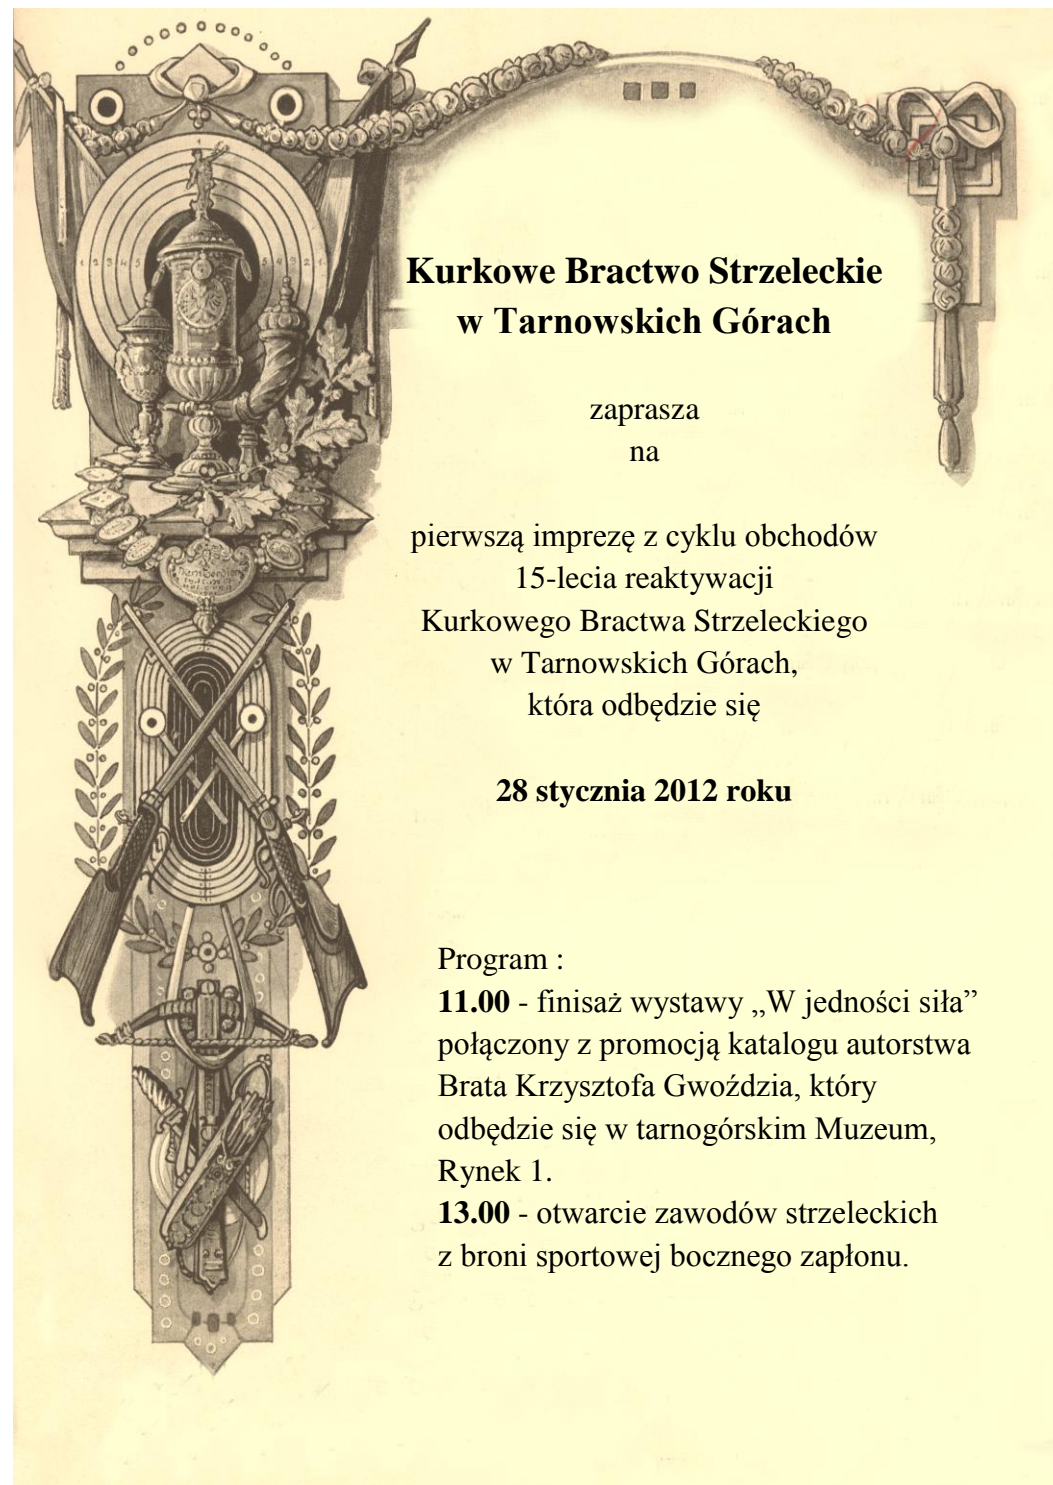 Kurkowe Bractwo Strzeleckie
w Tarnowskich Górach
zaprasza
na
pierwszą imprezę z cyklu obchodów
15-lecia reaktywacji
Kurkowego Bractwa Strzeleckiego
w Tarnowskich Górach,
która odbędzie się
28 stycznia 2012 roku
Program :
11.00 - finisaż wystawy „W jedności siła”
połączony z promocją katalogu autorstwa
Brata Krzysztofa Gwoździa, który
odbędzie się w tarnogórskim Muzeum,
Rynek 1.
13.00 - otwarcie zawodów strzeleckich
z broni sportowej bocznego zapłonu.